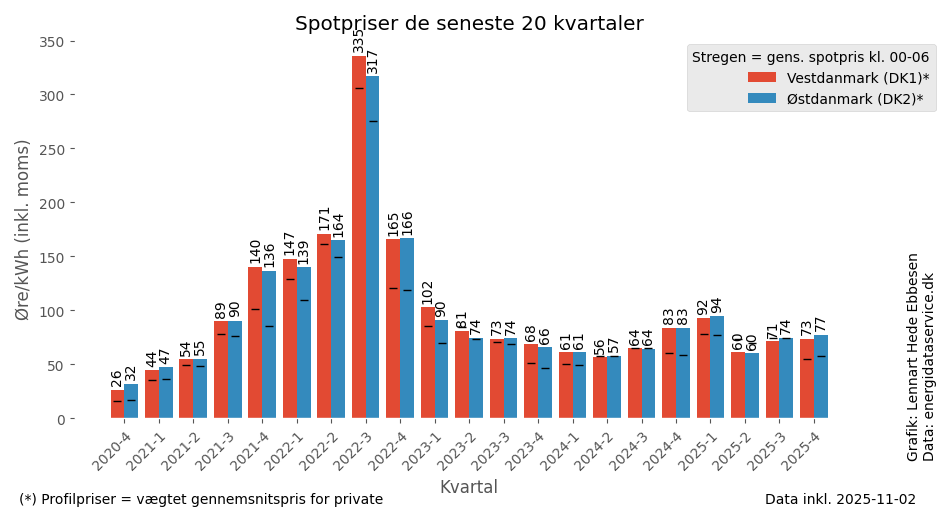 Spotpriser de seneste 20 kvartaler
Stregen = gens. spotpris kl. 00-06
Vestdanmark (DK1)*
Østdanmark (DK2)*
Øre/kWh (inkl. moms)
350
300
250
200
150
100
50
0
26 32 44 47 54 55 89 90 140 136 147 139 171 164 335 317 165 166 102 90 81 74 73 74 68 66 61 61 56 57 64 64 83 83 92 94 60 60 71 74 73 77
2020-4 2021-1 2021-2 2021-3 2021-4 2022-1 2022-2 2022-3 2022-4 2023-1 2023-2 2023-3 2023-4 2024-1 2024-2 2024-3 2024-4 2025-1 2025-2 2025-3 2025-4
Kvartal
Grafik: Lennart Hede Ebbesen
Data: energidataservice.dk
(*) Profilpriser = vægtet gennemsnitspris for private
Data inkl. 2025-11-02